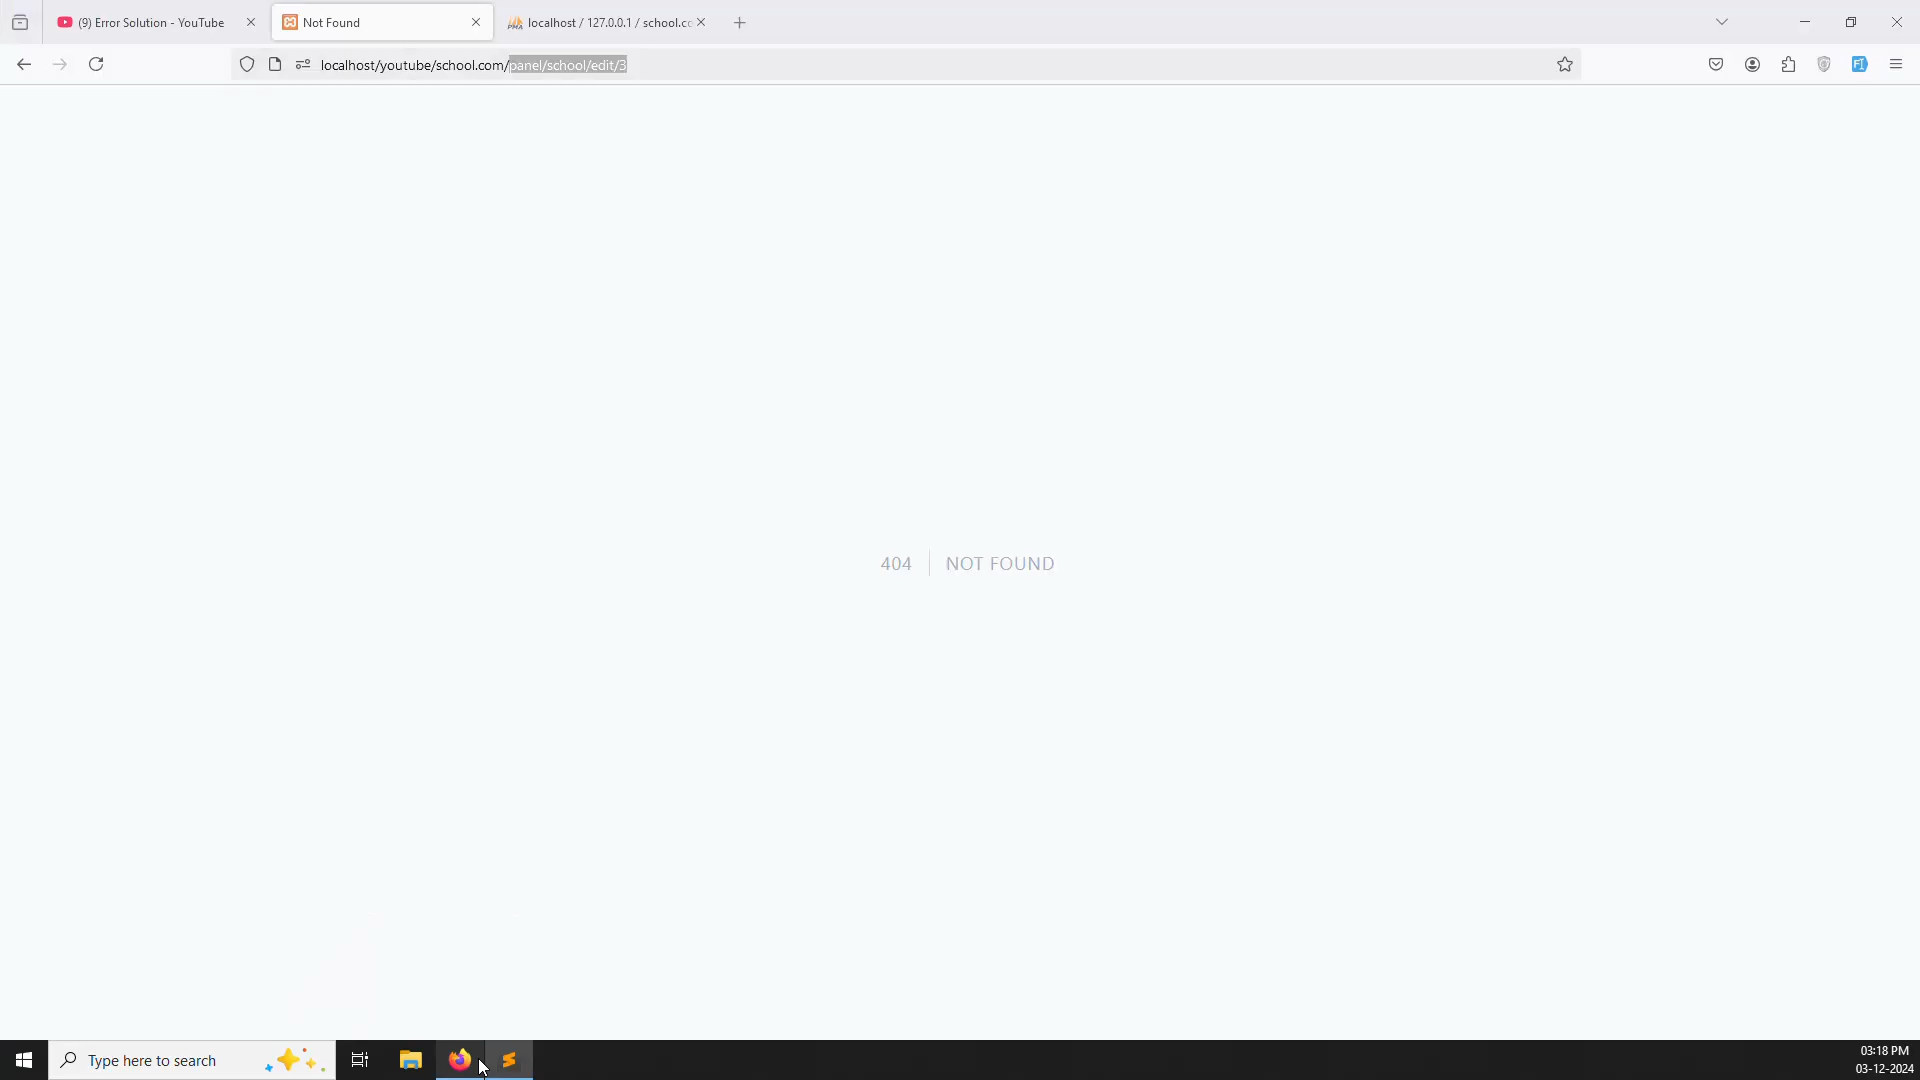 (9) Error Solution - YouTube
Not Found
localhost / 127.0.0.1 / school.cc
localhost/youtube/school.com/panel/school/edit/3
404
NOT FOUND
Type here to search
03:18 PM
03-12-2024